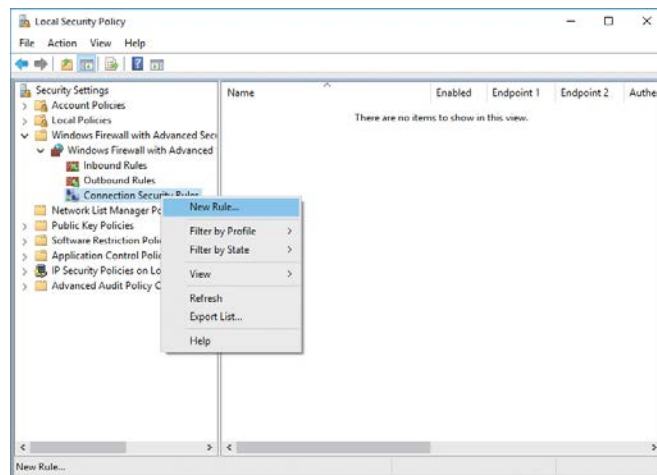 Local Security Policy
File Action View Help
Security Settings
Account Policies
Local Policies
Windows Firewall with Advanced Secu
Windows Firewall with Advanced
Inbound Rules
Outbound Rules
Connection Security Rules
Network List Manager Po
Public Key Policies
Software Restriction Poli
Application Control Polic
IP Security Policies on Lo
Advanced Audit Policy C
New Rule...
Filter by Profile
Filter by State
View
Refresh
Export List...
Help
Name Enabled Endpoint 1 Endpoint 2 Authe
There are no items to show in this view.
New Rule...